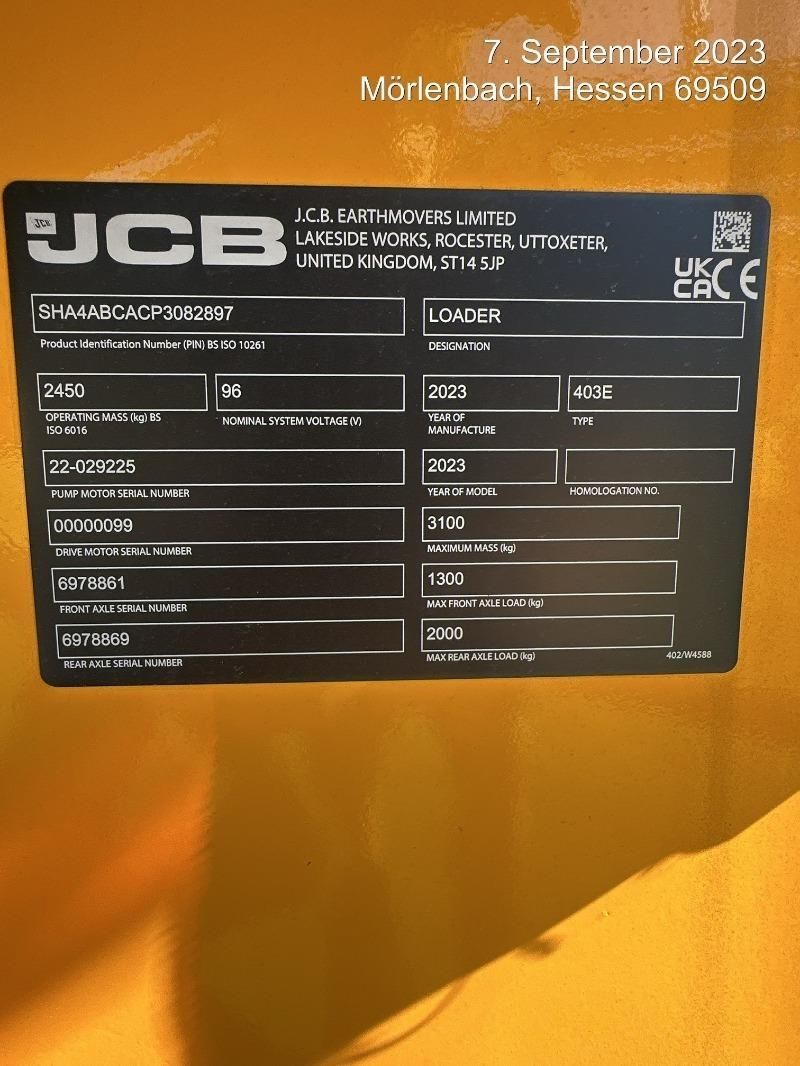 7. September 2023
Mörlenbach, Hessen 69509
JCB
JCB
J.C.B. EARTHMOVERS LIMITED
LAKESIDE WORKS, ROCESTER, UTTOXETER,
UNITED KINGDOM, ST14 5JP
UK
CA
CE
SHA4ABCACP3082897
Product Identification Number (PIN) BS ISO 10261
LOADER
DESIGNATION
2450
OPERATING MASS (kg) BS
ISO 6016
96
NOMINAL SYSTEM VOLTAGE (V)
2023
YEAR OF
MANUFACTURE
403E
TYPE
22-029225
PUMP MOTOR SERIAL NUMBER
2023
YEAR OF MODEL
HOMOLOGATION NO.
00000099
DRIVE MOTOR SERIAL NUMBER
3100
MAXIMUM MASS (kg)
6978861
FRONT AXLE SERIAL NUMBER
1300
MAX FRONT AXLE LOAD (kg)
6978869
REAR AXLE SERIAL NUMBER
2000
MAX REAR AXLE LOAD (kg)
402/W4588